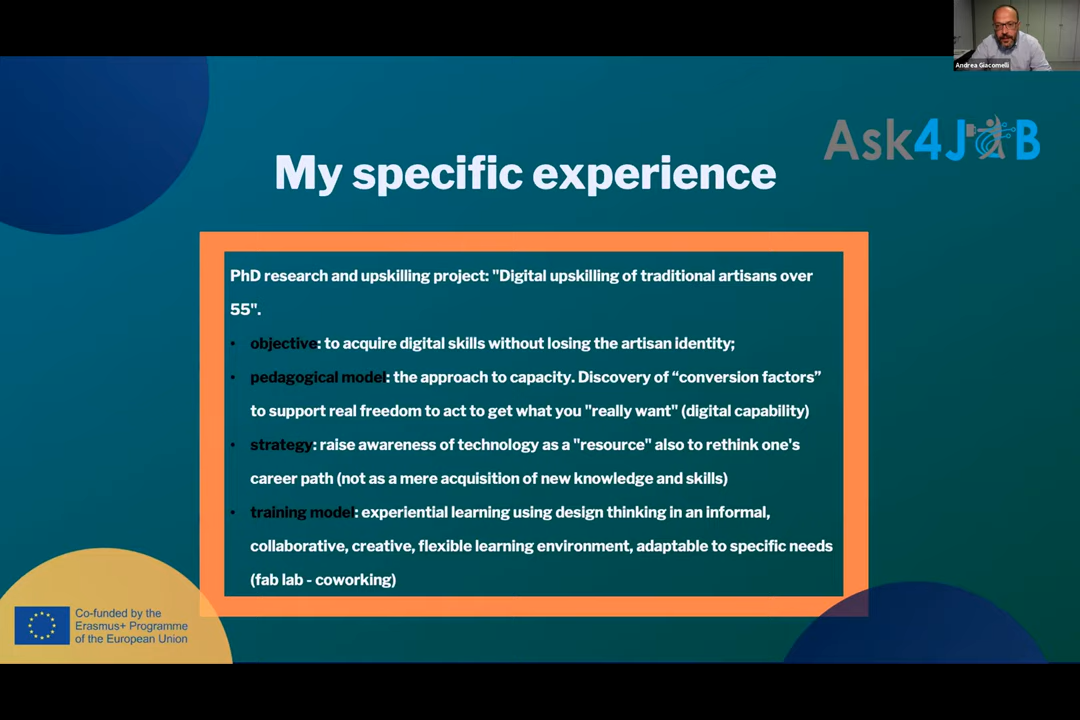 Andrea Giacomelli
Ask4JOB
My specific experience
PhD research and upskilling project: "Digital upskilling of traditional artisans over
55".
• objective: to acquire digital skills without losing the artisan identity;
• pedagogical model: the approach to capacity. Discovery of “conversion factors”
to support real freedom to act to get what you "really want" (digital capability)
• strategy: raise awareness of technology as a "resource" also to rethink one's
career path (not as a mere acquisition of new knowledge and skills)
• training model: experiential learning using design thinking in an informal,
collaborative, creative, flexible learning environment, adaptable to specific needs
(fab lab - coworking)
Co-funded by the
Erasmus+ Programme
of the European Union